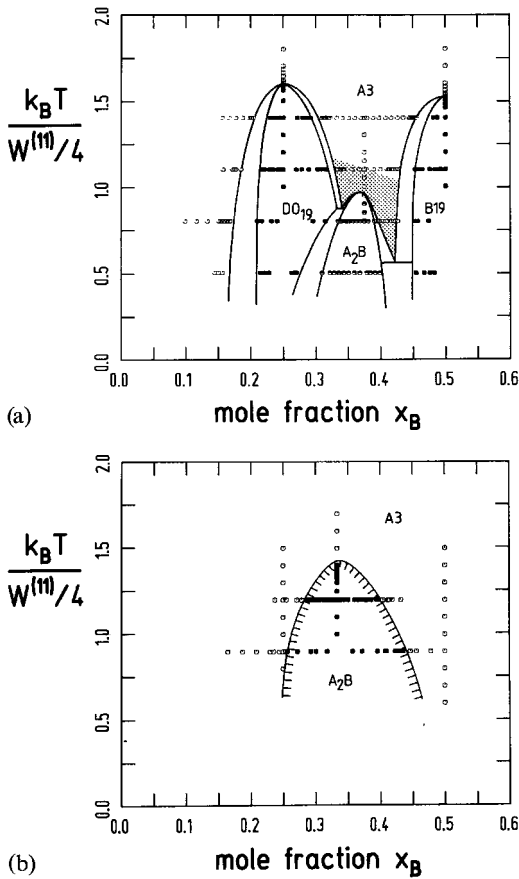 (a)
k_B T
W^(11)/4
2.0
1.5
1.0
0.5
0.0
A3
DO₁₉
B19
A₂B
0.0 0.1 0.2 0.3 0.4 0.5 0.6
mole fraction x_B
(b)
k_B T
W^(11)/4
2.0
1.5
1.0
0.5
0.0
A3
A₂B
0.0 0.1 0.2 0.3 0.4 0.5 0.6
mole fraction x_B